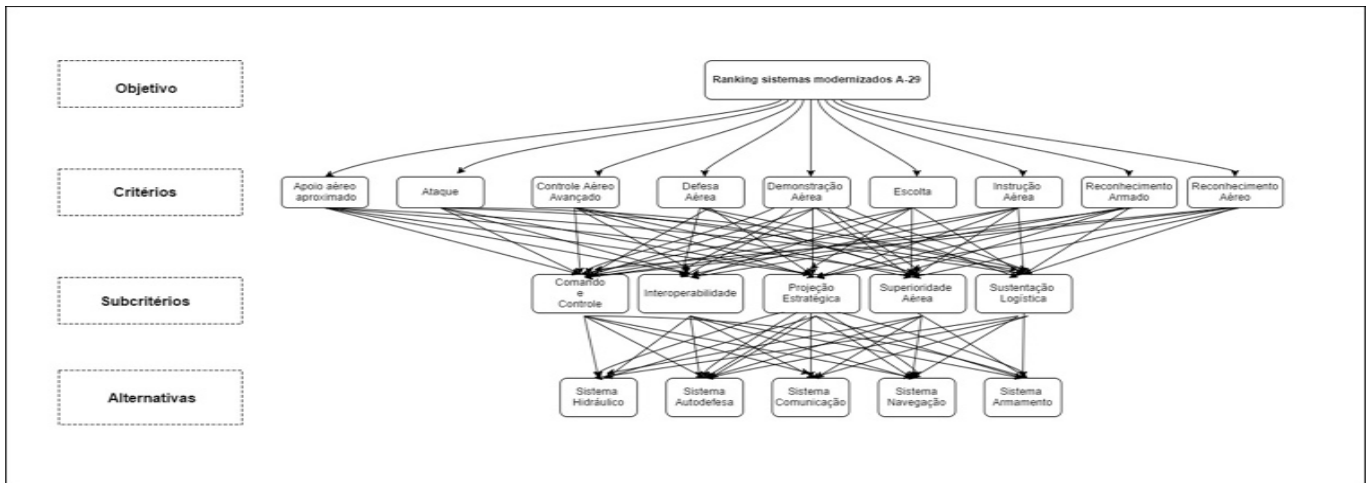 Objetivo
Ranking sistemas modernizados A-29
Critérios
Apoio aéreo
aproximado
Ataque
Controle Aéreo
Avançado
Defesa
Aérea
Demonstração
Aérea
Escolta
Instrução
Aérea
Reconhecimento
Armado
Reconhecimento
Aéreo
Subcritérios
Comando
e
Controle
Interoperabilidade
Projeção
Estratégica
Superioridade
Aérea
Sustentação
Logística
Alternativas
Sistema
Hidráulico
Sistema
Autodefesa
Sistema
Comunicação
Sistema
Navegação
Sistema
Armamento